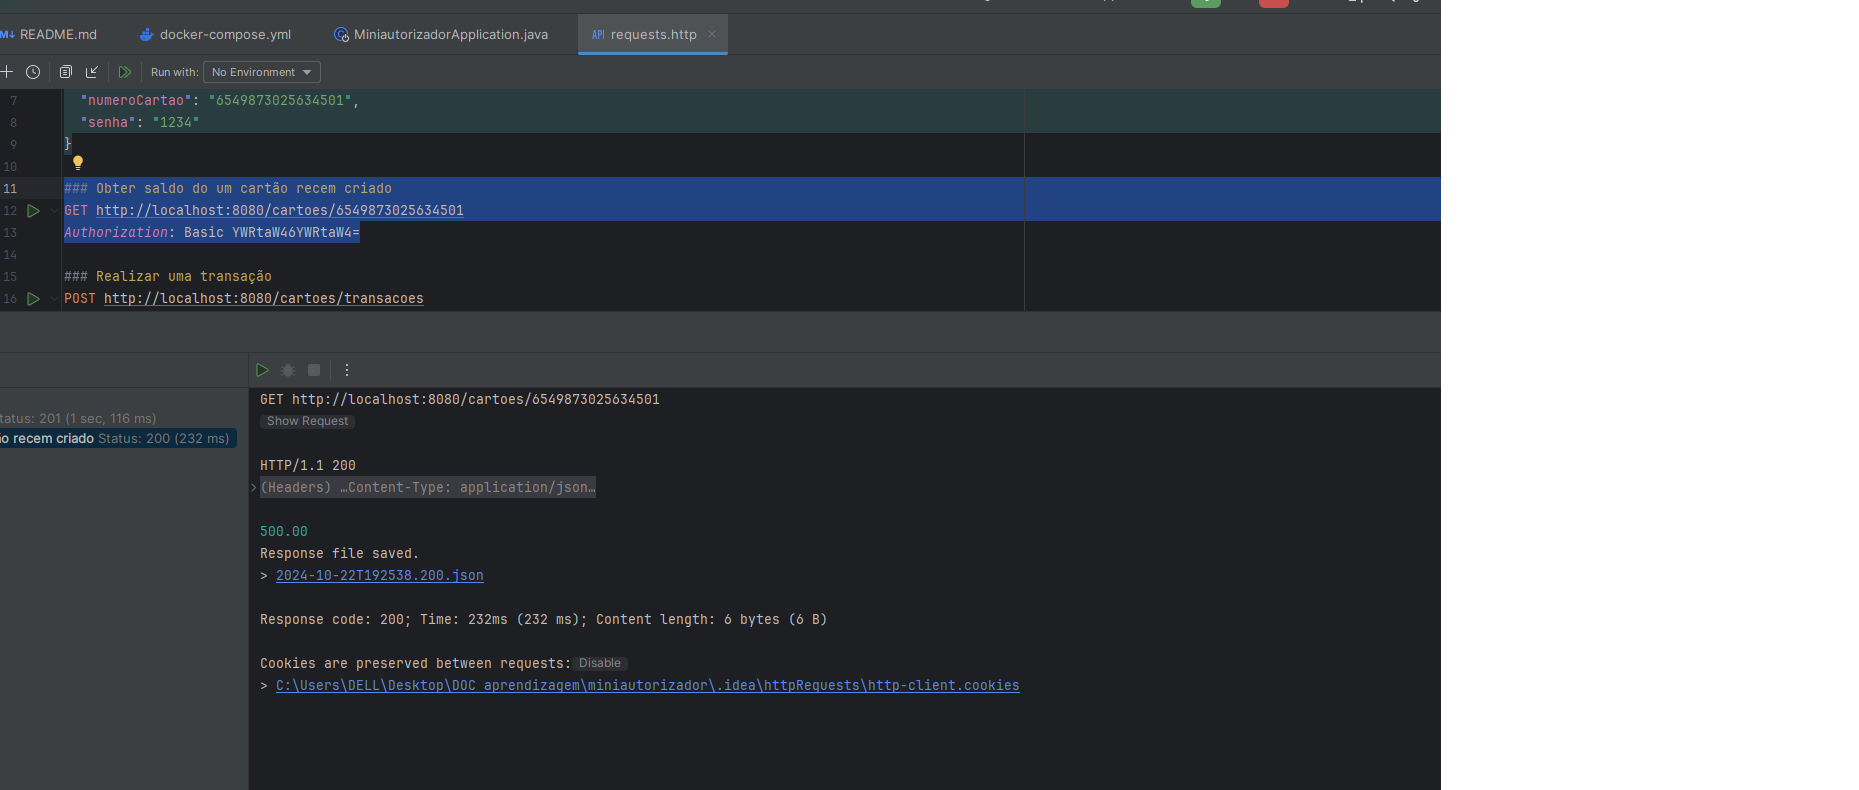 README.md docker-compose.yml MiniautorizadorApplication.java API requests.http
Run with: No Environment
7 "numeroCartao": "6549873025634501",
8 "senha": "1234"
9 }
10
11 ### Obter saldo do um cartão recem criado
12 GET http://localhost:8080/cartoes/6549873025634501
13 Authorization: Basic YWRtaW46YWRtaW4=
14
15 ### Realizar uma transação
16 POST http://localhost:8080/cartoes/transacoes
tatus: 201 (1 sec, 116 ms)
ão recem criado Status: 200 (232 ms)
GET http://localhost:8080/cartoes/6549873025634501
Show Request
HTTP/1.1 200
(Headers) …Content-Type: application/json…
500.00
Response file saved.
> 2024-10-22T192538.200.json
Response code: 200; Time: 232ms (232 ms); Content length: 6 bytes (6 B)
Cookies are preserved between requests: Disable
> C:\Users\DELL\Desktop\DOC aprendizagem\miniautorizador\.idea\httpRequests\http-client.cookies